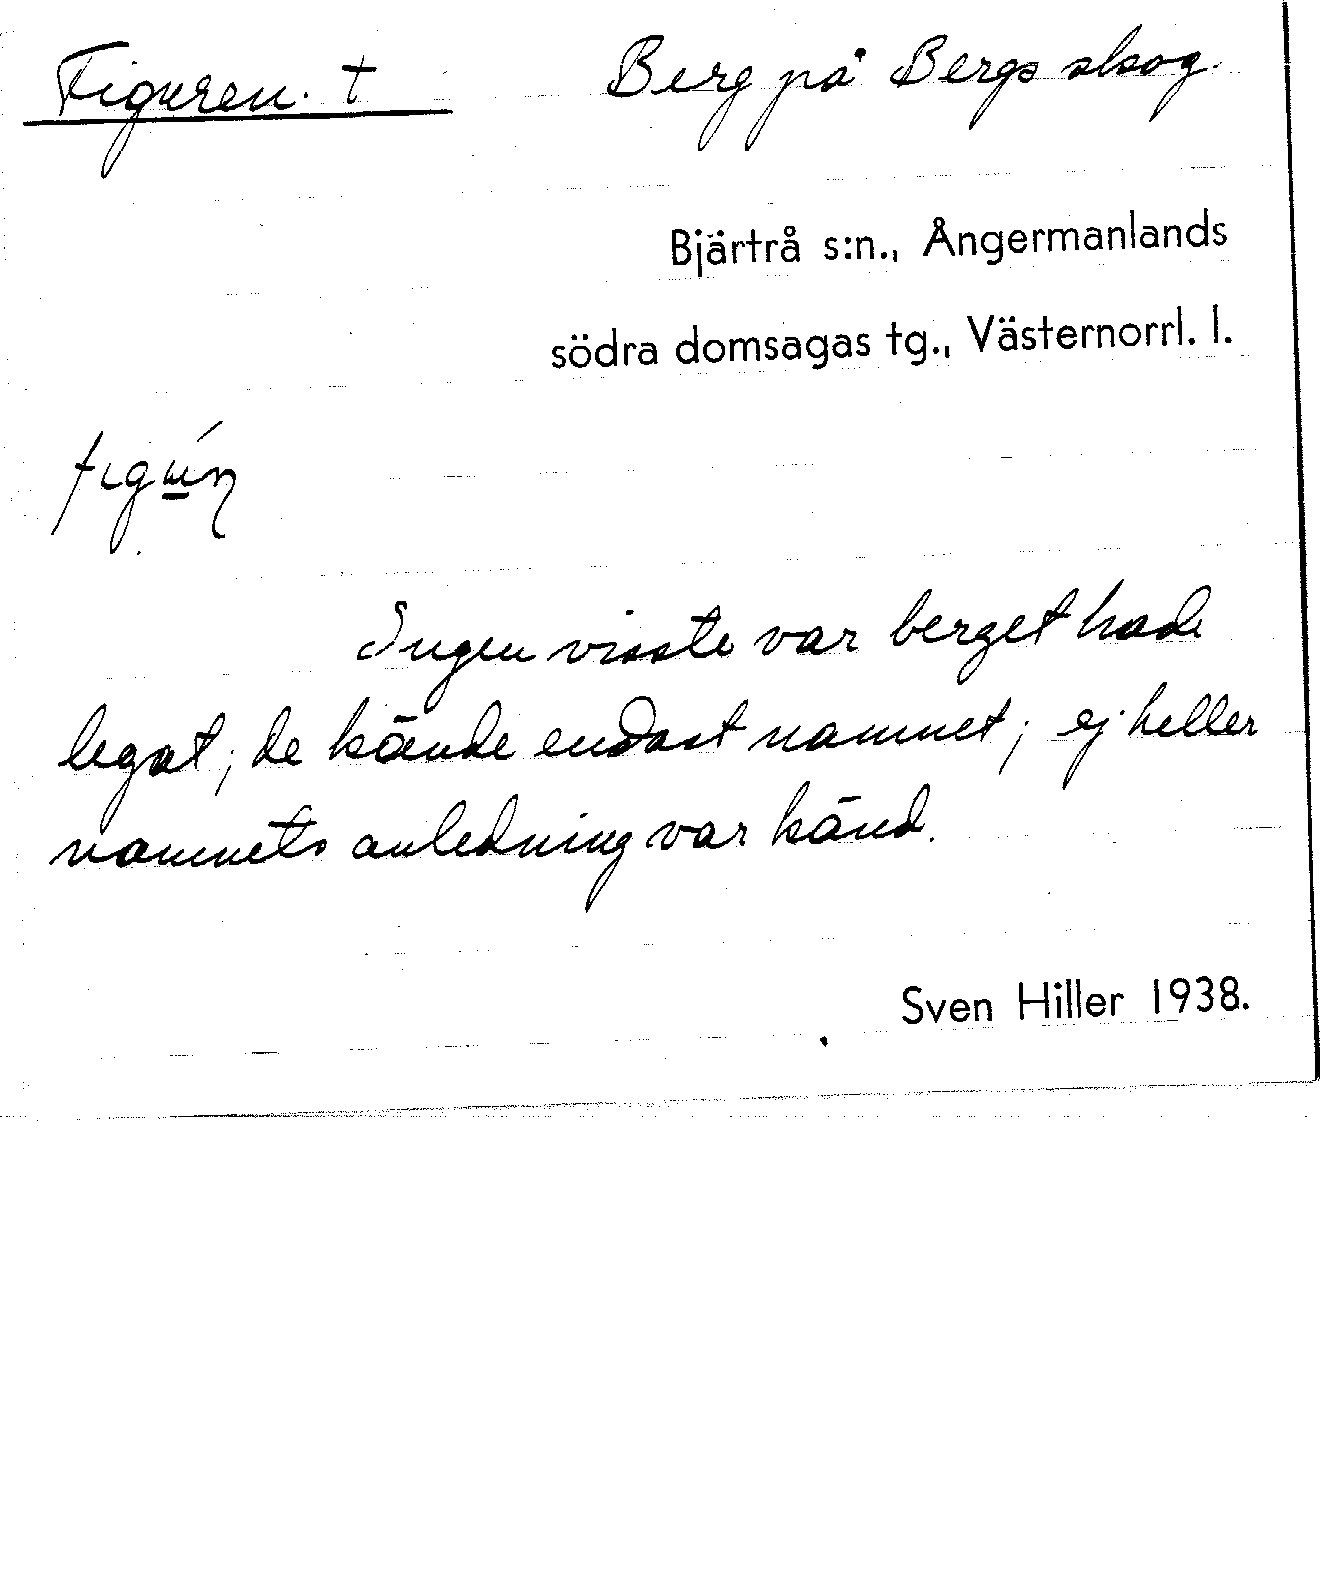 Figuren. † Berg på Bergs skog.
Bjärtrå s:n., Ångermanlands
södra domsagas tg., Västernorrl. l.
Ingen visste var berget hade
legat; de kände endast namnet; ej heller
namnets anledning var känd.
Sven Hiller 1938.